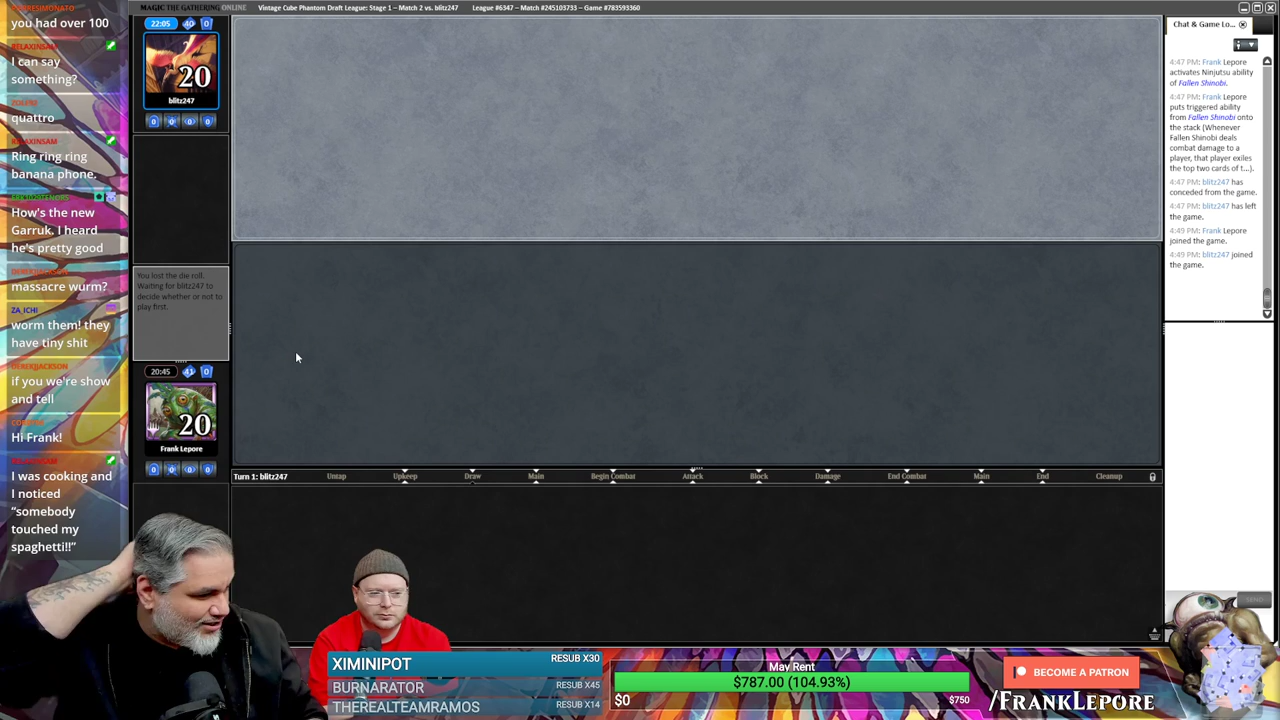 MAGIC THE GATHERING ONLINE
Vintage Cube Phantom Draft League: Stage 1 – Match 2 vs. blitz247
League #6347 – Match #245103733 – Game #783593360
you had over 100
RELAXINSAM
I can say
something?
quattro
RELAXINSAM
Ring ring ring
banana phone.
How's the new
Garruk. I heard
he's pretty good
DEREKJJACKSON
massacre wurm?
ZA_ICHI
worm them! they
have tiny shit
DEREKJJACKSON
if you we're show
and tell
Hi Frank!
RELAXINSAM
I was cooking and
I noticed
“somebody
touched my
spaghetti!!”
22:05
40
0
20
blitz247
0
0
0
0
You lost the die roll.
Waiting for blitz247 to
decide whether or not to
play first.
20:45
41
0
20
Frank Lepore
0
0
0
0
Turn 1: blitz247
Untap
Upkeep
Draw
Main
Begin Combat
Attack
Block
Damage
End Combat
Main
End
Cleanup
Chat & Game Lo...
4:47 PM: Frank Lepore
activates Ninjutsu ability
of Fallen Shinobi.
4:47 PM: Frank Lepore
puts triggered ability
from Fallen Shinobi onto
the stack (Whenever
Fallen Shinobi deals
combat damage to a
player, that player exiles
the top two cards of t...).
4:47 PM: blitz247 has
conceded from the game.
4:47 PM: blitz247 has left
the game.
4:49 PM: Frank Lepore
joined the game.
4:49 PM: blitz247 joined
the game.
SEND
XIMINIPOT
RESUB X30
BURNARATOR
RESUB X45
THEREALTEAMRAMOS
RESUB X14
May Rent
$787.00 (104.93%)
$0
$750
BECOME A PATRON
/FRANKLEPORE